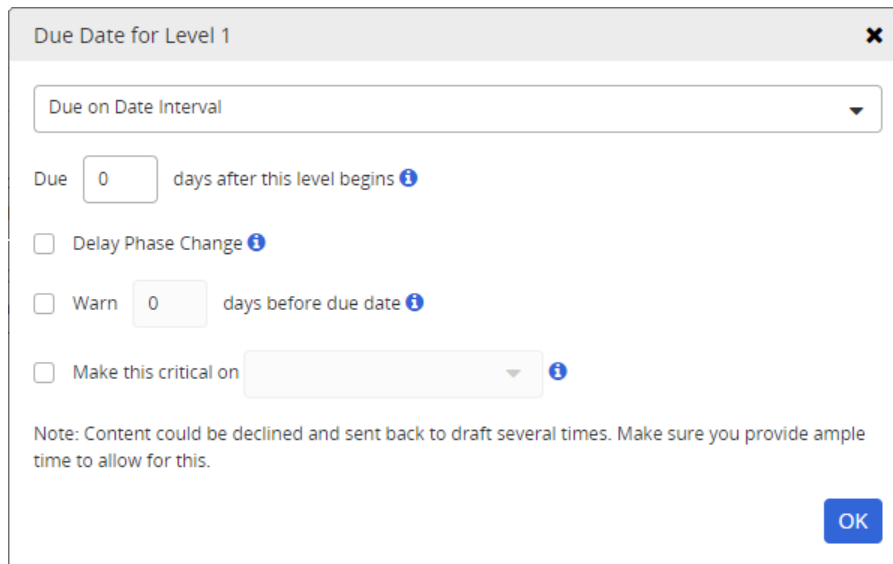 Due Date for Level 1
Due on Date Interval
Due 0 days after this level begins
Delay Phase Change
Warn 0 days before due date
Make this critical on
Note: Content could be declined and sent back to draft several times. Make sure you provide ample
time to allow for this.
OK